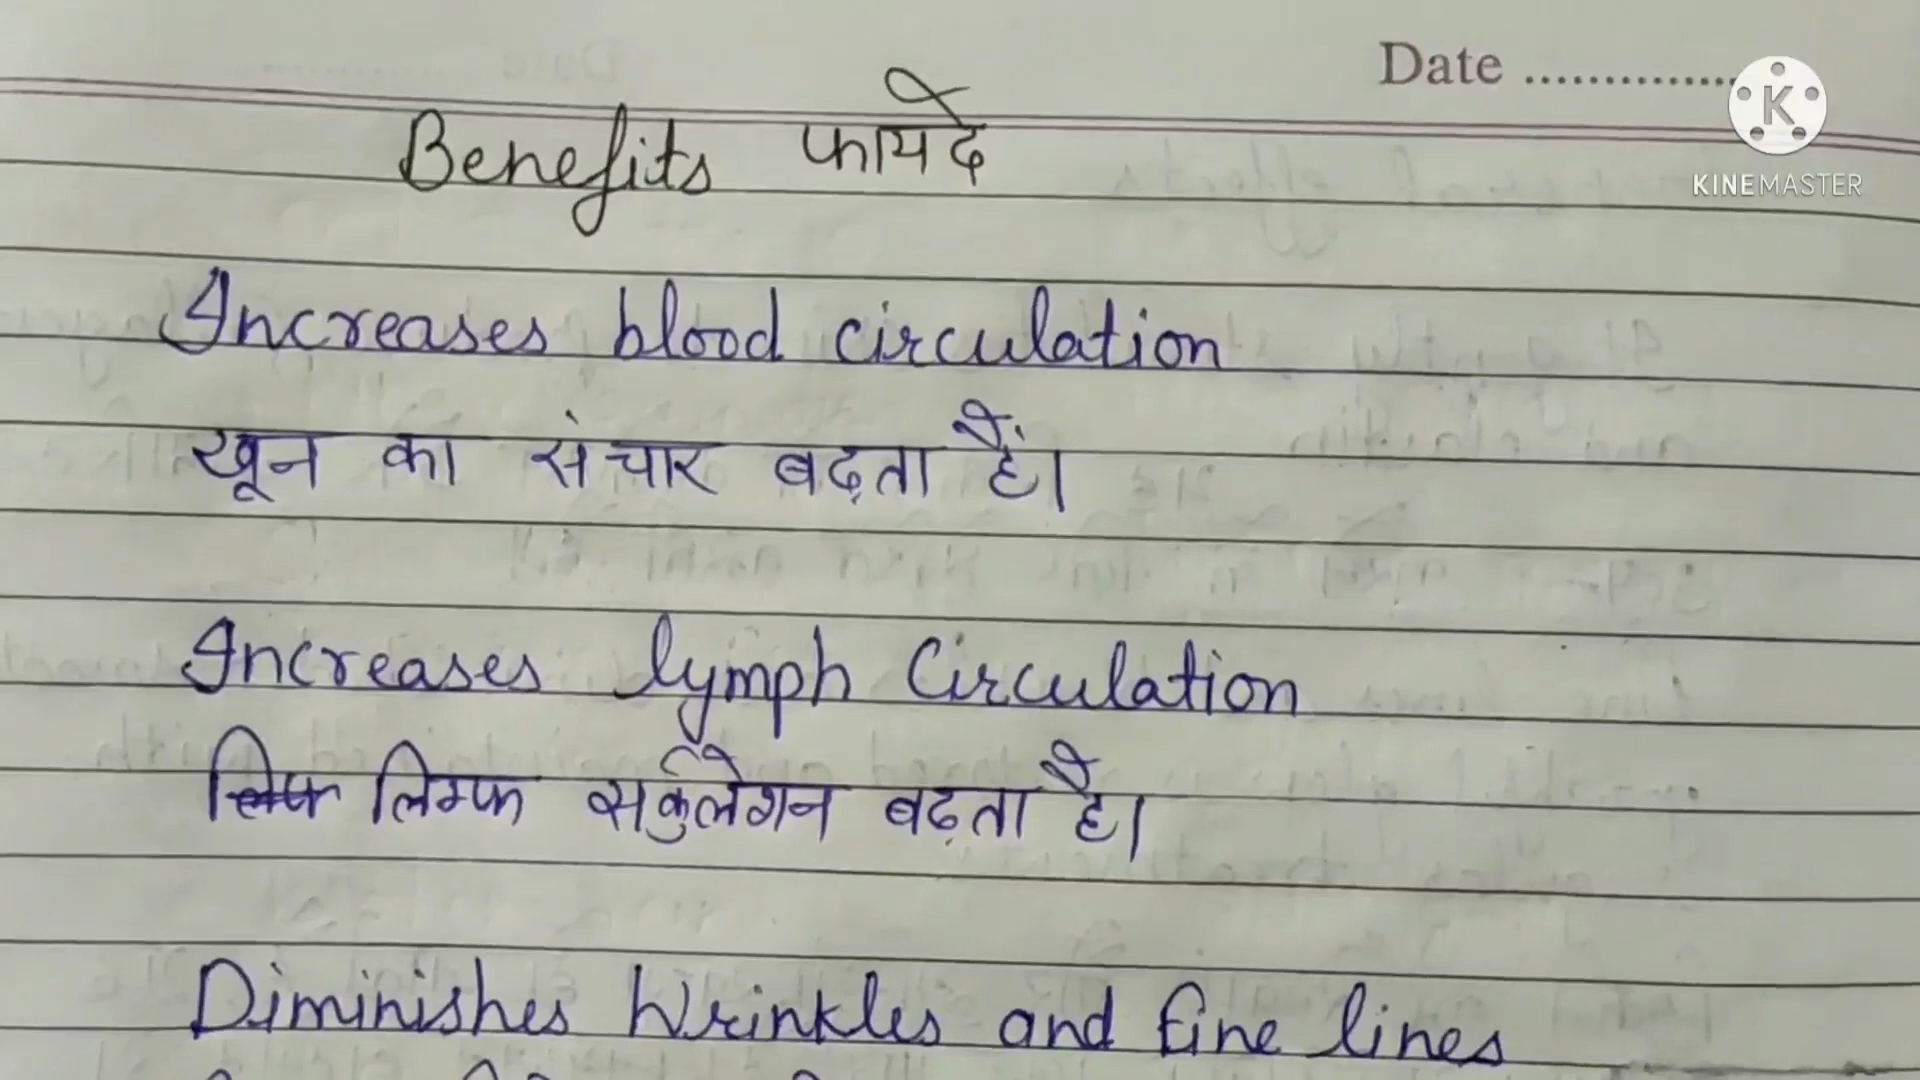 Date ..............
KINEMASTER
Benefits फायदे
Increases blood circulation
खून का संचार बढ़ता हैं।
Increases lymph Circulation
लिम्फ सर्कुलेशन बढ़ता है।
Diminishes Wrinkles and fine lines